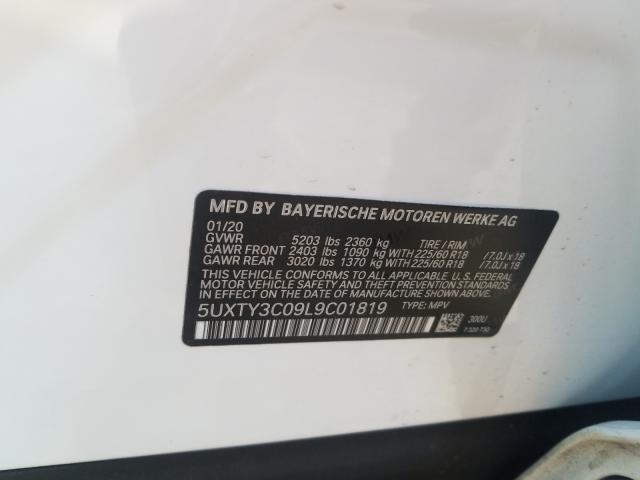 MFD BY BAYERISCHE MOTOREN WERKE AG
01/20
GVWR 5203 lbs 2360 kg TIRE / RIM
GAWR FRONT 2403 lbs 1090 kg WITH 225/60 R18 /7.0J x 18
GAWR REAR 3020 lbs 1370 kg WITH 225/60 R18 /7.0J x 18
THIS VEHICLE CONFORMS TO ALL APPLICABLE U.S. FEDERAL
MOTOR VEHICLE SAFETY AND THEFT PREVENTION STANDARDS
IN EFFECT ON THE DATE OF MANUFACTURE SHOWN ABOVE.
5UXTY3C09L9C01819 TYPE: MPV
300U
7 320 730